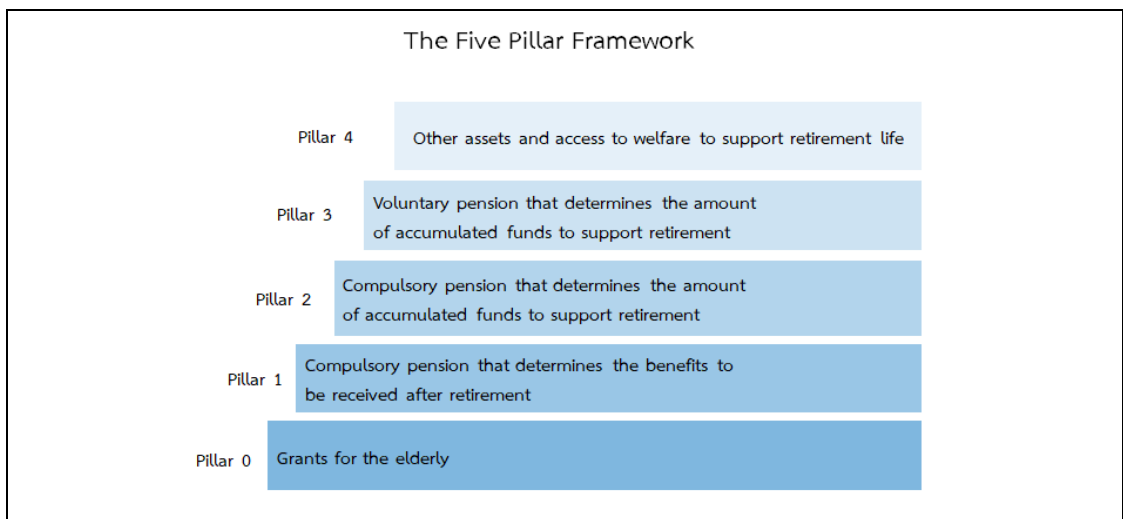 The Five Pillar Framework
Pillar 4
Other assets and access to welfare to support retirement life
Pillar 3
Voluntary pension that determines the amount
of accumulated funds to support retirement
Pillar 2
Compulsory pension that determines the amount
of accumulated funds to support retirement
Pillar 1
Compulsory pension that determines the benefits to
be received after retirement
Pillar 0
Grants for the elderly